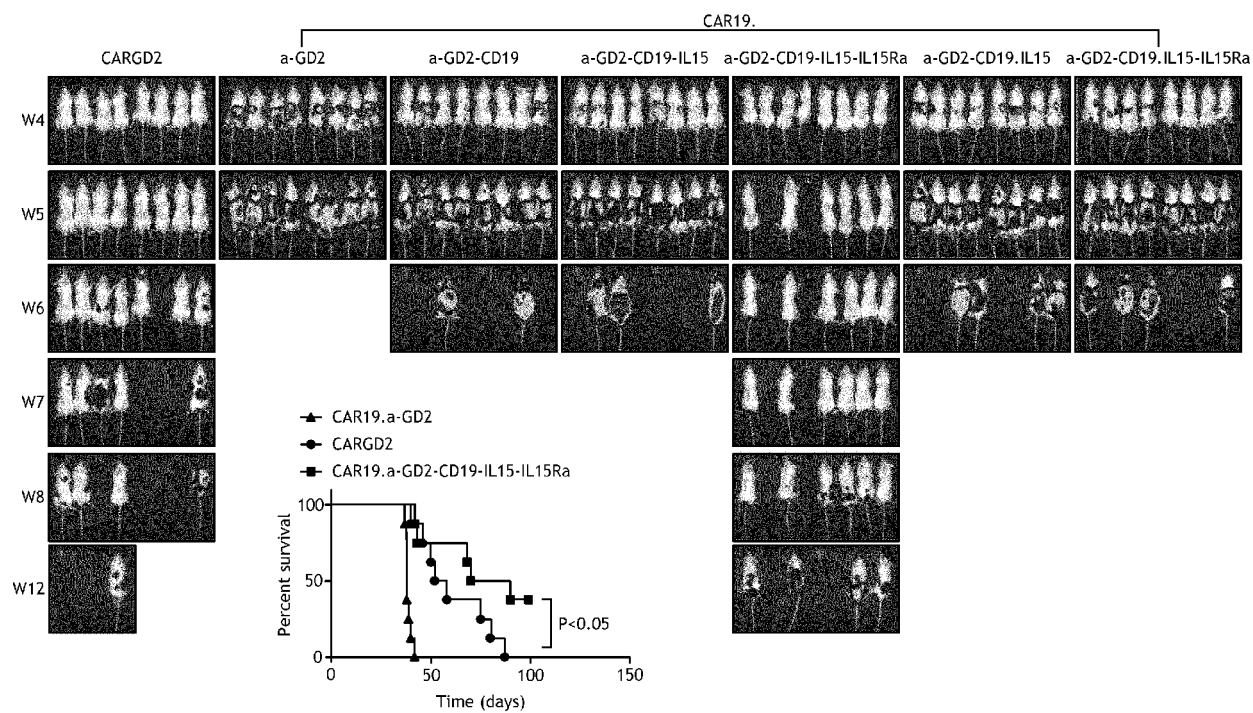 CAR19.
CARGD2 a-GD2 a-GD2-CD19 a-GD2-CD19-IL15 a-GD2-CD19-IL15-IL15Ra a-GD2-CD19.IL15 a-GD2-CD19.IL15-IL15Ra
W4
W5
W6
W7
W8
W12
CAR19.a-GD2
CARGD2
CAR19.a-GD2-CD19-IL15-IL15Ra
Percent survival
100
50
0
P<0.05
0 50 100 150
Time (days)